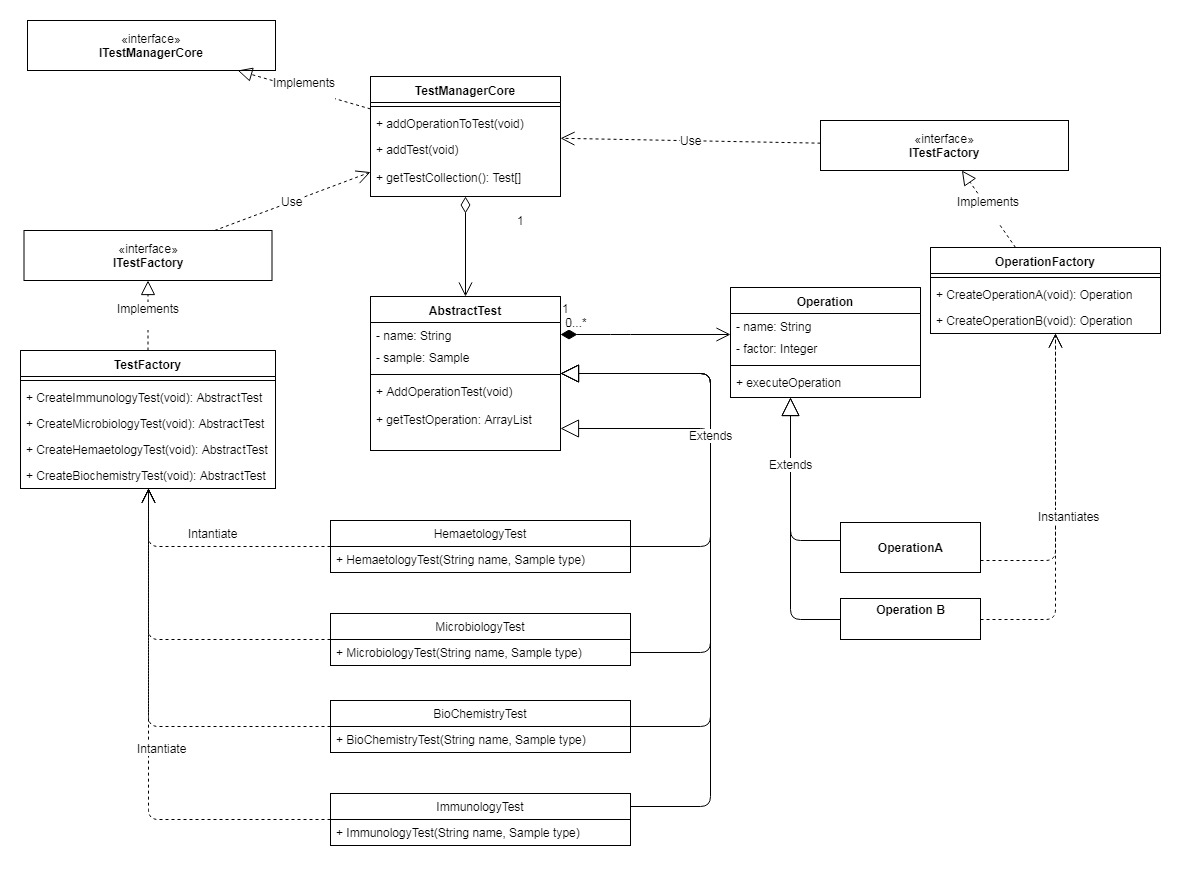 «interface»
ITestManagerCore
Implements
TestManagerCore
+ addOperationToTest(void)
+ addTest(void)
+ getTestCollection(): Test[]
Use
«interface»
ITestFactory
Implements
Use
1
«interface»
ITestFactory
Implements
OperationFactory
+ CreateOperationA(void): Operation
+ CreateOperationB(void): Operation
AbstractTest
- name: String
- sample: Sample
+ AddOperationTest(void)
+ getTestOperation: ArrayList
1
0...*
Operation
- name: String
- factor: Integer
+ executeOperation
TestFactory
+ CreateImmunologyTest(void): AbstractTest
+ CreateMicrobiologyTest(void): AbstractTest
+ CreateHemaetologyTest(void): AbstractTest
+ CreateBiochemistryTest(void): AbstractTest
Extends
Extends
Instantiates
Intantiate
HemaetologyTest
+ HemaetologyTest(String name, Sample type)
OperationA
Operation B
MicrobiologyTest
+ MicrobiologyTest(String name, Sample type)
BioChemistryTest
+ BioChemistryTest(String name, Sample type)
Intantiate
ImmunologyTest
+ ImmunologyTest(String name, Sample type)